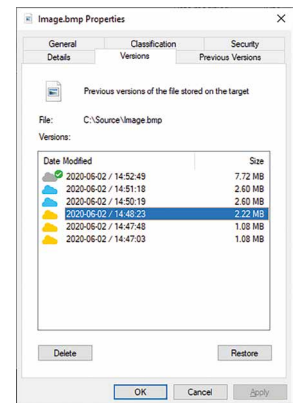 Image.bmp Properties
General Classification Security
Details Versions Previous Versions
Previous versions of the file stored on the target
File: C:\Source\Image.bmp
Versions:
Date Modified Size
2020-06-02 / 14:52:49 7.72 MB
2020-06-02 / 14:51:18 2.60 MB
2020-06-02 / 14:50:19 2.60 MB
2020-06-02 / 14:48:23 2.22 MB
2020-06-02 / 14:47:48 1.08 MB
2020-06-02 / 14:47:03 1.08 MB
Delete Restore
OK Cancel Apply